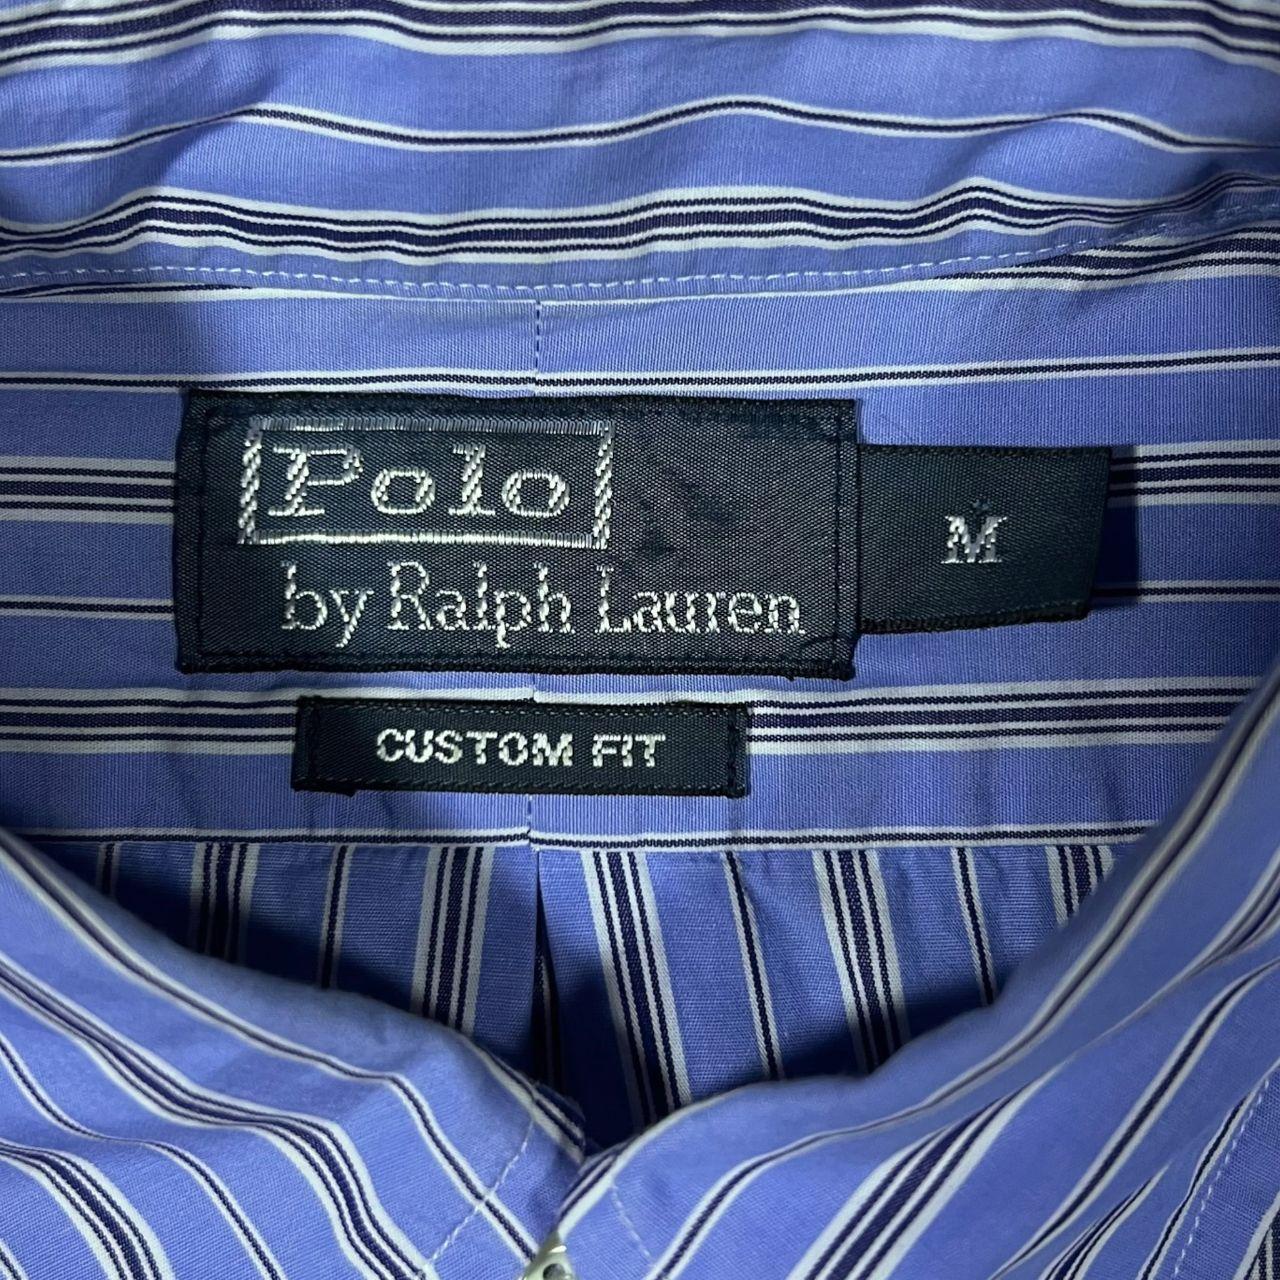 Polo
by Ralph Lauren
M
CUSTOM FIT